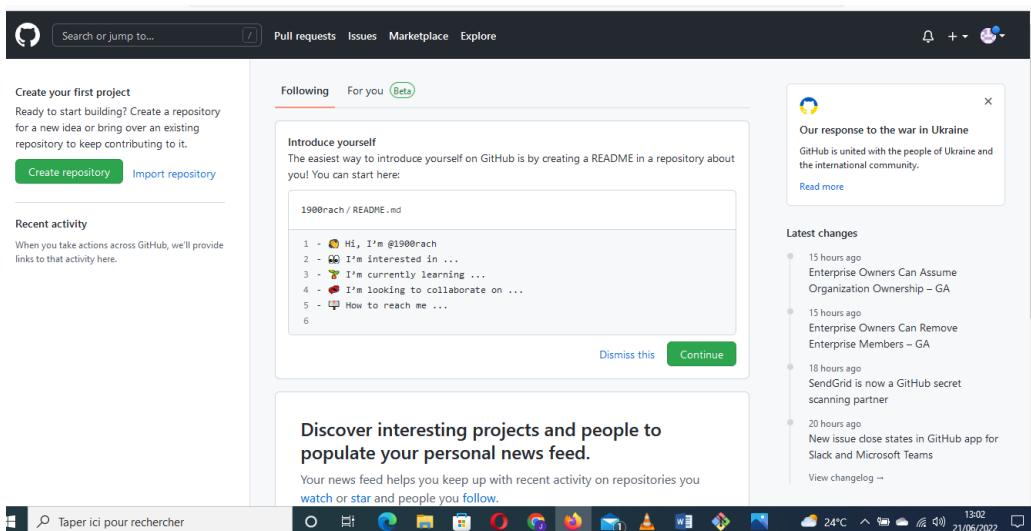 Search or jump to...
/
Pull requests Issues Marketplace Explore
Create your first project
Ready to start building? Create a repository
for a new idea or bring over an existing
repository to keep contributing to it.
Create repository
Import repository
Recent activity
When you take actions across GitHub, we'll provide
links to that activity here.
Following
For you
Beta
Introduce yourself
The easiest way to introduce yourself on GitHub is by creating a README in a repository about
you! You can start here:
1900rach / README.md
1 - 👋 Hi, I'm @1900rach
2 - 👀 I'm interested in ...
3 - 🌱 I'm currently learning ...
4 - 💞️ I'm looking to collaborate on ...
5 - 📫 How to reach me ...
6
Dismiss this
Continue
Discover interesting projects and people to
populate your personal news feed.
Your news feed helps you keep up with recent activity on repositories you
watch or star and people you follow.
Our response to the war in Ukraine
GitHub is united with the people of Ukraine and
the international community.
Read more
Latest changes
15 hours ago
Enterprise Owners Can Assume
Organization Ownership – GA
15 hours ago
Enterprise Owners Can Remove
Enterprise Members – GA
18 hours ago
SendGrid is now a GitHub secret
scanning partner
20 hours ago
New issue close states in GitHub app for
Slack and Microsoft Teams
View changelog →
Taper ici pour rechercher
24°C
13:02
21/06/2022